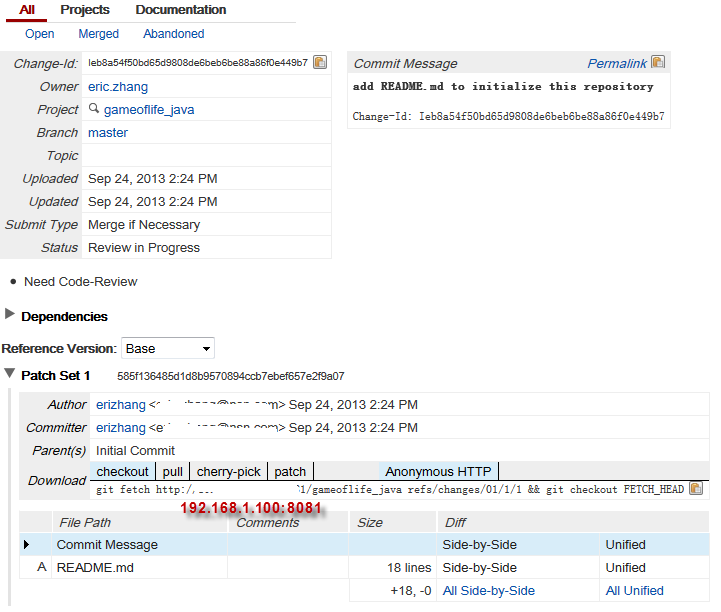 All Projects Documentation
Open Merged Abandoned
Change-Id: Ieb8a54f50bd65d9808de6beb6be88a86f0e449b7
Owner eric.zhang
Project gameoflife_java
Branch master
Topic
Uploaded Sep 24, 2013 2:24 PM
Updated Sep 24, 2013 2:24 PM
Submit Type Merge if Necessary
Status Review in Progress
Commit Message Permalink
add README.md to initialize this repository
Change-Id: Ieb8a54f50bd65d9808de6beb6be88a86f0e449b7
Need Code-Review
Dependencies
Reference Version: Base
Patch Set 1 585f136485d1d8b9570894ccb7ebef657e2f9a07
Author erizhang Sep 24, 2013 2:24 PM
Committer erizhang Sep 24, 2013 2:24 PM
Parent(s) Initial Commit
Download checkout pull cherry-pick patch Anonymous HTTP
git fetch http:/ 1/gameoflife_java refs/changes/01/1/1 && git checkout FETCH_HEAD
192.168.1.100:8081
File Path Comments Size Diff
Commit Message Side-by-Side Unified
A README.md 18 lines Side-by-Side Unified
+18, -0 All Side-by-Side All Unified